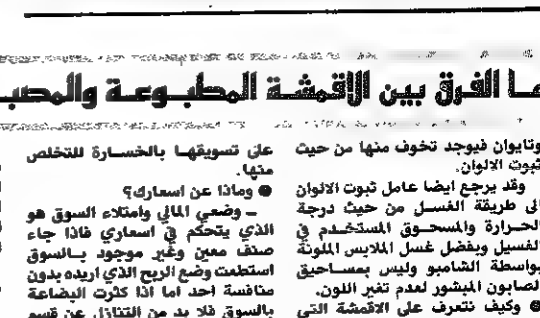 ما الفرق بين الاقمشة المطبوعة والمصب
وتايوان فيوجد تخوف منها من حيث
ثبوت الالوان.
وقد يرجع ايضا عامل ثبوت الالوان
الى طريقة الغسل من حيث درجة
الحرارة والمسحوق المستخدم في
الغسيل ويفضل غسل الملابس الملونة
بواسطة الشامبو وليس بمساحيق
الصابون المبشور لعدم تغير اللون.
● وكيف نتعرف على الاقمشة التي
على تسويقها بالخسارة للتخلص
منها.
● وماذا عن اسعارك؟
ـ وضعي المالي وامتلاء السوق هو
الذي يتحكم في اسعاري فاذا جاء
صنف معين وغير موجود بالسوق
استطعت وضع الربح الذي اريده بدون
منافسة احد اما اذا كثرت البضاعة
بالسوق فلا بد من التنازل عن قسم